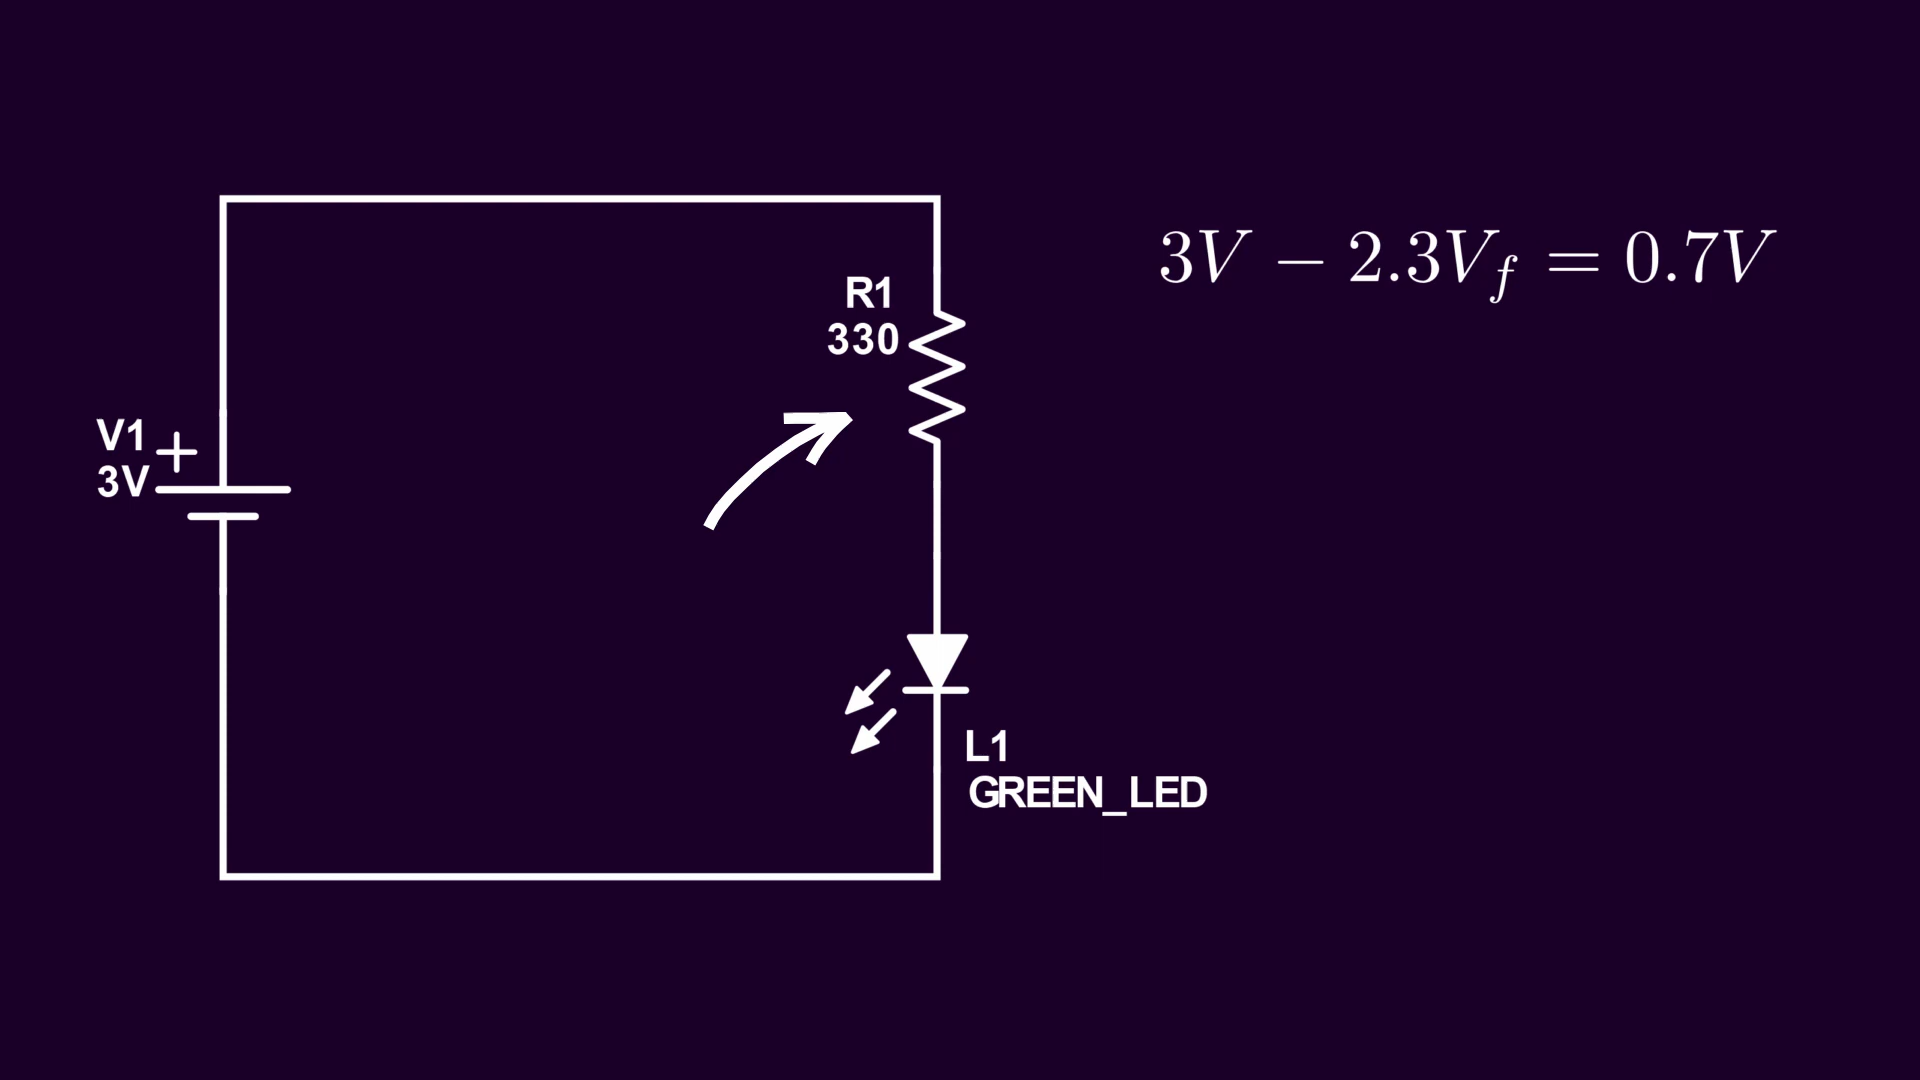 3V − 2.3V_f = 0.7V
R1
330
V1 +
3V
L1
GREEN_LED